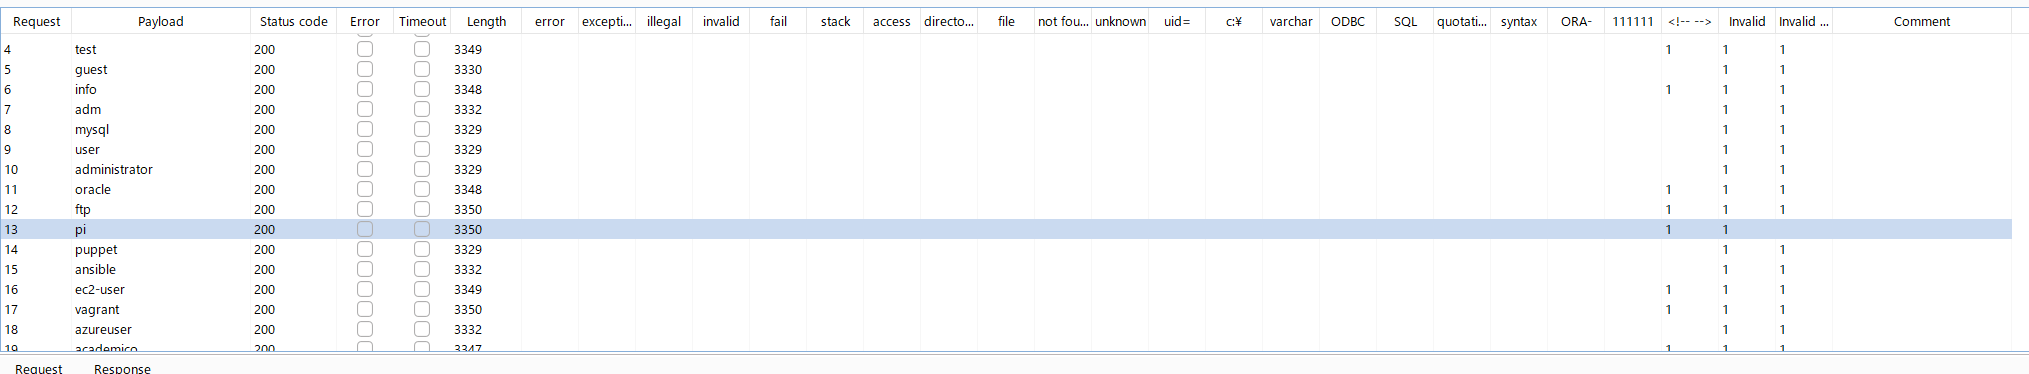 Request Payload Status code Error Timeout Length error excepti... illegal invalid fail stack access directo... file not fou... unknown uid= c:¥ varchar ODBC SQL quotati... syntax ORA- 111111 <!-- --> Invalid Invalid ... Comment
4 test 200 3349 1 1 1
5 guest 200 3330 1 1
6 info 200 3348 1 1 1
7 adm 200 3332 1 1
8 mysql 200 3329 1 1
9 user 200 3329 1 1
10 administrator 200 3329 1 1
11 oracle 200 3348 1 1 1
12 ftp 200 3350 1 1 1
13 pi 200 3350 1 1
14 puppet 200 3329 1 1
15 ansible 200 3332 1 1
16 ec2-user 200 3349 1 1 1
17 vagrant 200 3350 1 1 1
18 azureuser 200 3332 1 1
19 academico 200 3347 1 1 1
Request Response